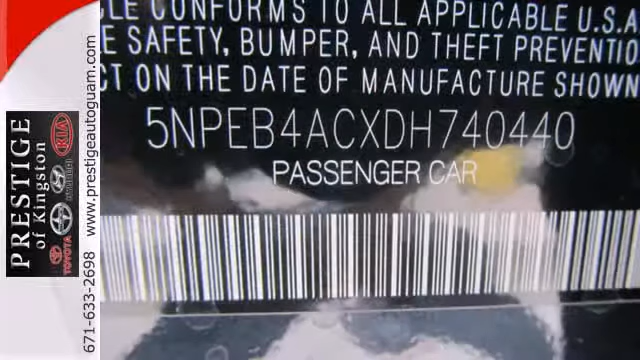 CLE CONFORMS TO ALL APPLICABLE U.S.A
E SAFETY, BUMPER, AND THEFT PREVENTIO
CT ON THE DATE OF MANUFACTURE SHOWN
5NPEB4ACXDH740440
PASSENGER CAR
PRESTIGE
of Kingston
KIA
TOYOTA
www.prestigeautoguam.com
671-633-2698